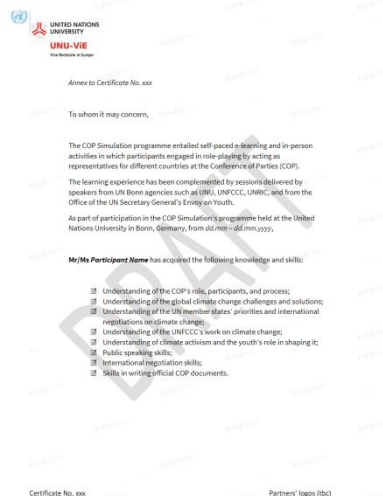 UNITED NATIONS
UNIVERSITY
UNU-ViE
Vice Rectorate in Europe
Annex to Certificate No. xxx
To whom it may concern,
The COP Simulation programme entailed self-paced e-learning and in-person
activities in which participants engaged in role-playing by acting as
representatives for different countries at the Conference of Parties (COP).
The learning experience has been complemented by sessions delivered by
speakers from UN Bonn agencies such as UNU, UNFCCC, UNRIC, and from the
Office of the UN Secretary General's Envoy on Youth.
As part of participation in the COP Simulation's programme held at the United
Nations University in Bonn, Germany, from dd.mm – dd.mm.yyyy,
Mr/Ms Participant Name has acquired the following knowledge and skills:
☑ Understanding of the COP's role, participants, and process;
☑ Understanding of the global climate change challenges and solutions;
☑ Understanding of the UN member states' priorities and international
negotiations on climate change;
☑ Understanding of the UNFCCC's work on climate change;
☑ Understanding of climate activism and the youth's role in shaping it;
☑ Public speaking skills;
☑ International negotiation skills;
☑ Skills in writing official COP documents.
DRAFT
Certificate No. xxx Partners' logos (tbc)